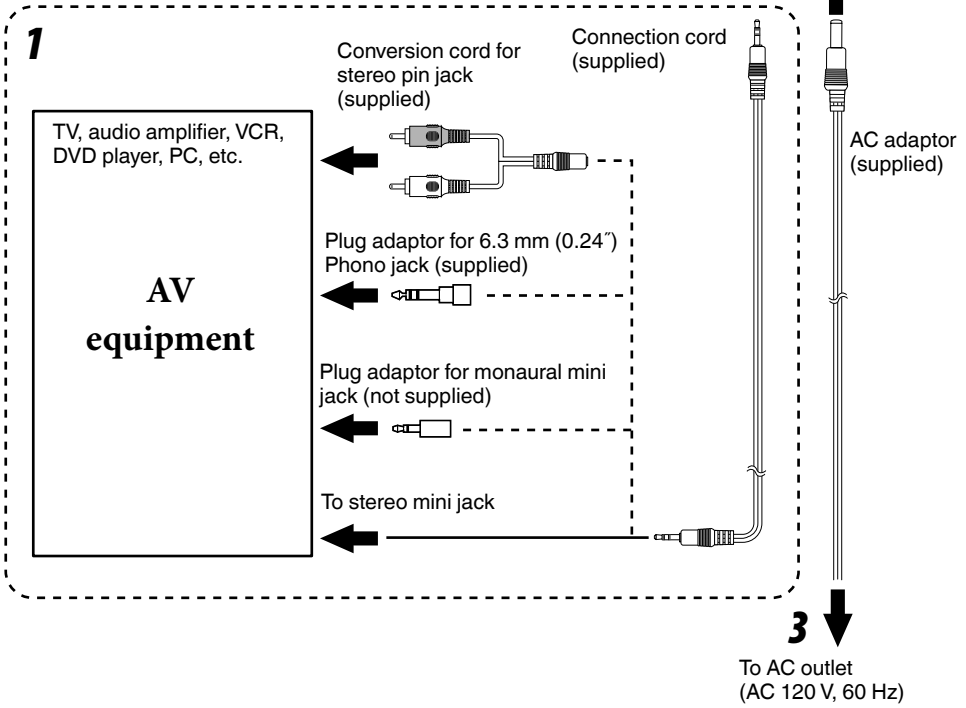 1
Conversion cord for
stereo pin jack
(supplied)
Connection cord
(supplied)
TV, audio amplifier, VCR,
DVD player, PC, etc.
AC adaptor
(supplied)
Plug adaptor for 6.3 mm (0.24˝)
Phono jack (supplied)
AV
equipment
Plug adaptor for monaural mini
jack (not supplied)
To stereo mini jack
3
To AC outlet
(AC 120 V, 60 Hz)